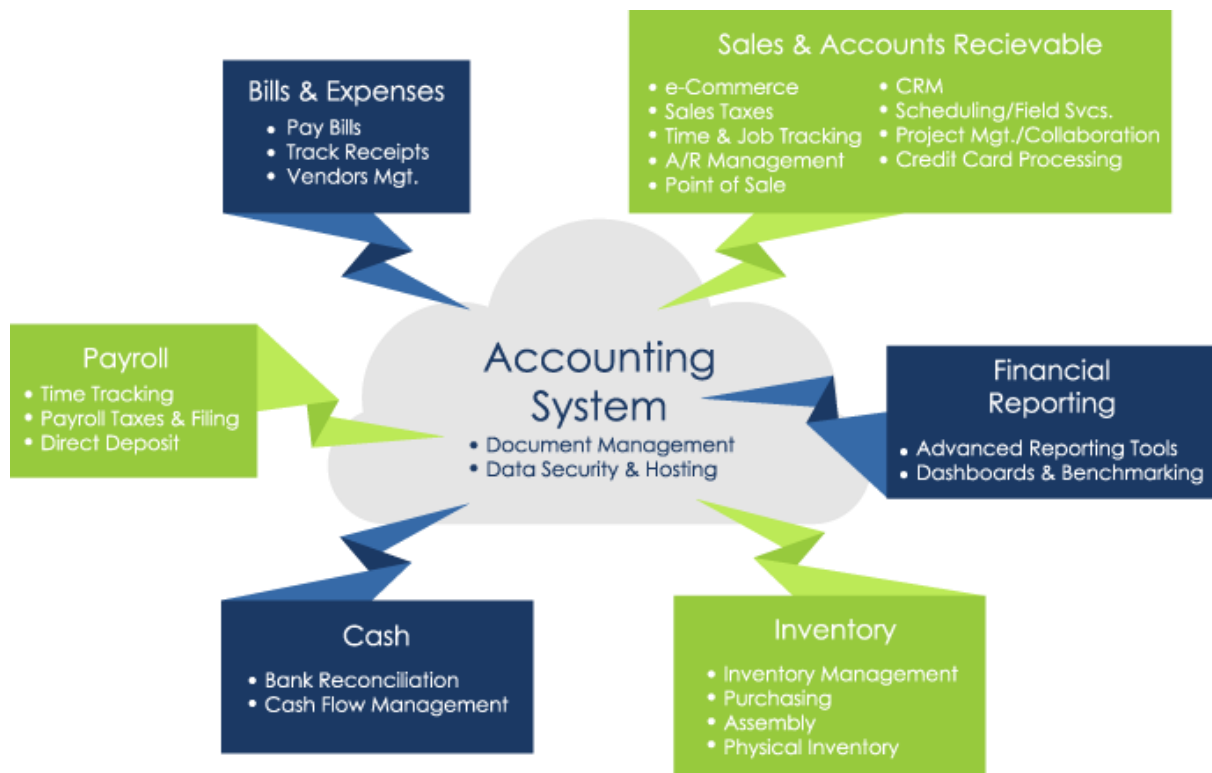 Bills & Expenses
• Pay Bills
• Track Receipts
• Vendors Mgt.
Sales & Accounts Recievable
• e-Commerce
• Sales Taxes
• Time & Job Tracking
• A/R Management
• Point of Sale
• CRM
• Scheduling/Field Svcs.
• Project Mgt./Collaboration
• Credit Card Processing
Payroll
• Time Tracking
• Payroll Taxes & Filing
• Direct Deposit
Accounting
System
• Document Management
• Data Security & Hosting
Financial
Reporting
• Advanced Reporting Tools
• Dashboards & Benchmarking
Cash
• Bank Reconciliation
• Cash Flow Management
Inventory
• Inventory Management
• Purchasing
• Assembly
• Physical Inventory